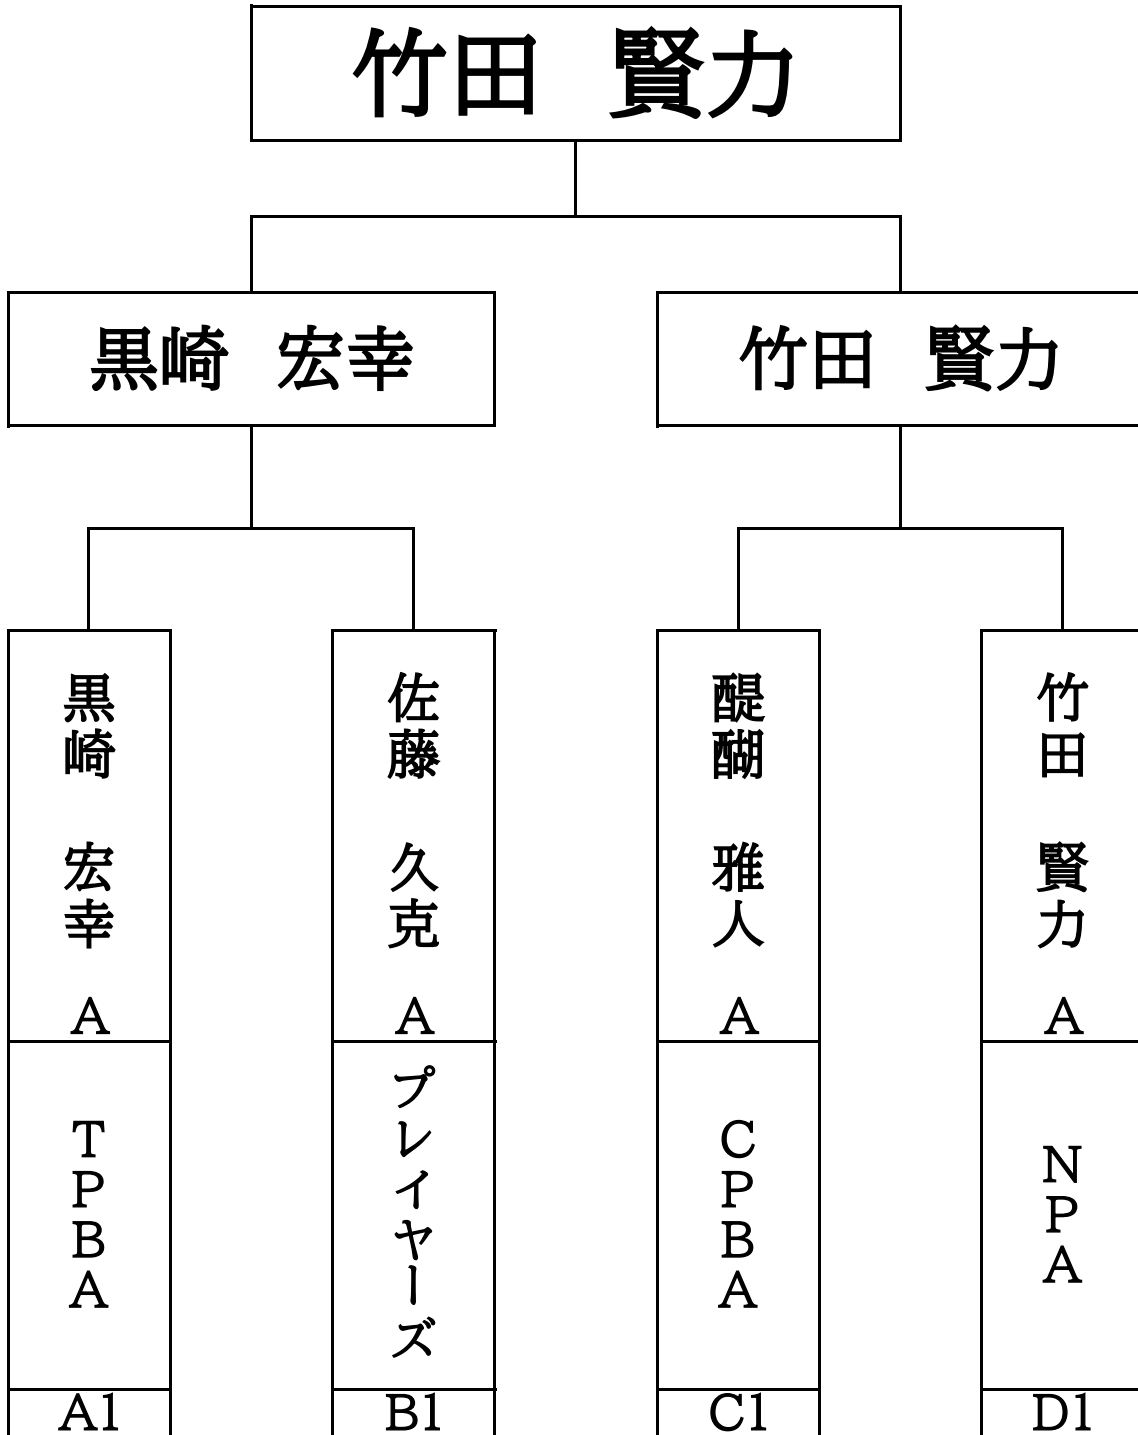 竹田　賢力
黒崎　宏幸
竹田　賢力
黒崎　宏幸　A
佐藤　久克　A
醍醐　雅人　A
竹田　賢力　A
TPBA
プレイヤーズ
CPBA
NPA
A1
B1
C1
D1